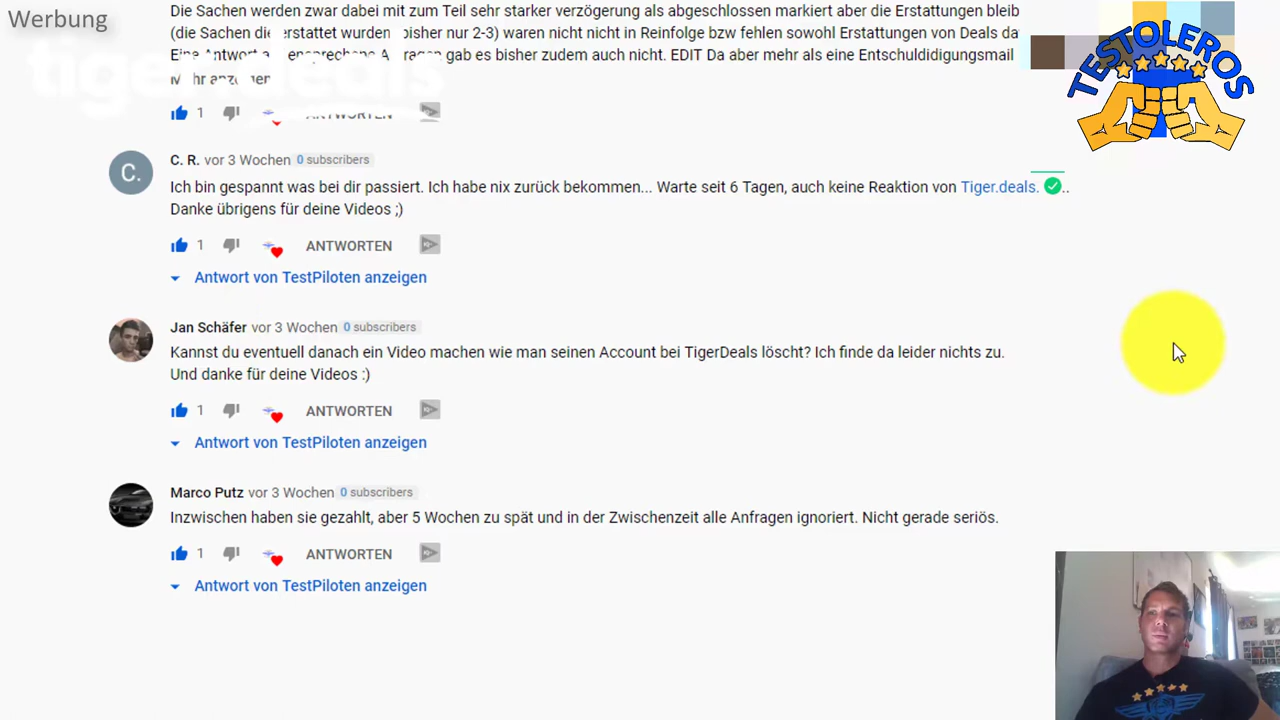 Werbung
tiger.deals
TESTOLEROS
Die Sachen werden zwar dabei mit zum Teil sehr starker verzögerung als abgeschlossen markiert aber die Erstattungen bleib
(die Sachen die erstattet wurden bisher nur 2-3) waren nicht nicht in Reinfolge bzw fehlen sowohl Erstattungen von Deals da
Eine Antwort gab es bisher zudem auch nicht. EDIT Da aber mehr als eine Entschuldidigungsmail
Mehr anzeigen
1 ANTWORTEN
C. C. R. vor 3 Wochen 0 subscribers
Ich bin gespannt was bei dir passiert. Ich habe nix zurück bekommen... Warte seit 6 Tagen, auch keine Reaktion von Tiger.deals. ..
Danke übrigens für deine Videos ;)
1 ANTWORTEN
Antwort von TestPiloten anzeigen
Jan Schäfer vor 3 Wochen 0 subscribers
Kannst du eventuell danach ein Video machen wie man seinen Account bei TigerDeals löscht? Ich finde da leider nichts zu.
Und danke für deine Videos :)
1 ANTWORTEN
Antwort von TestPiloten anzeigen
Marco Putz vor 3 Wochen 0 subscribers
Inzwischen haben sie gezahlt, aber 5 Wochen zu spät und in der Zwischenzeit alle Anfragen ignoriert. Nicht gerade seriös.
1 ANTWORTEN
Antwort von TestPiloten anzeigen